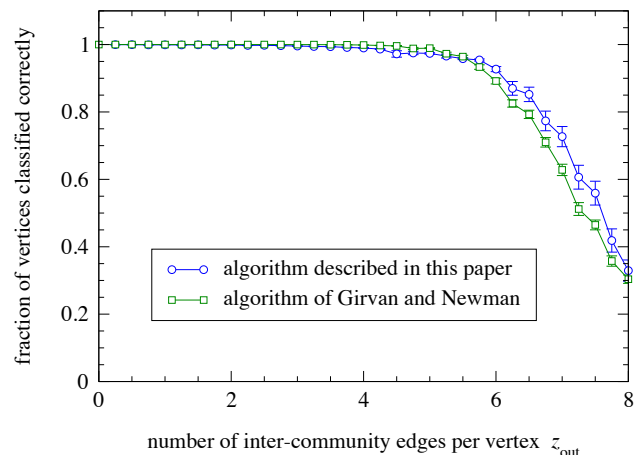 fraction of vertices classified correctly
1
0.8
0.6
0.4
0.2
0
algorithm described in this paper
algorithm of Girvan and Newman
0 2 4 6 8
number of inter-community edges per vertex z_out